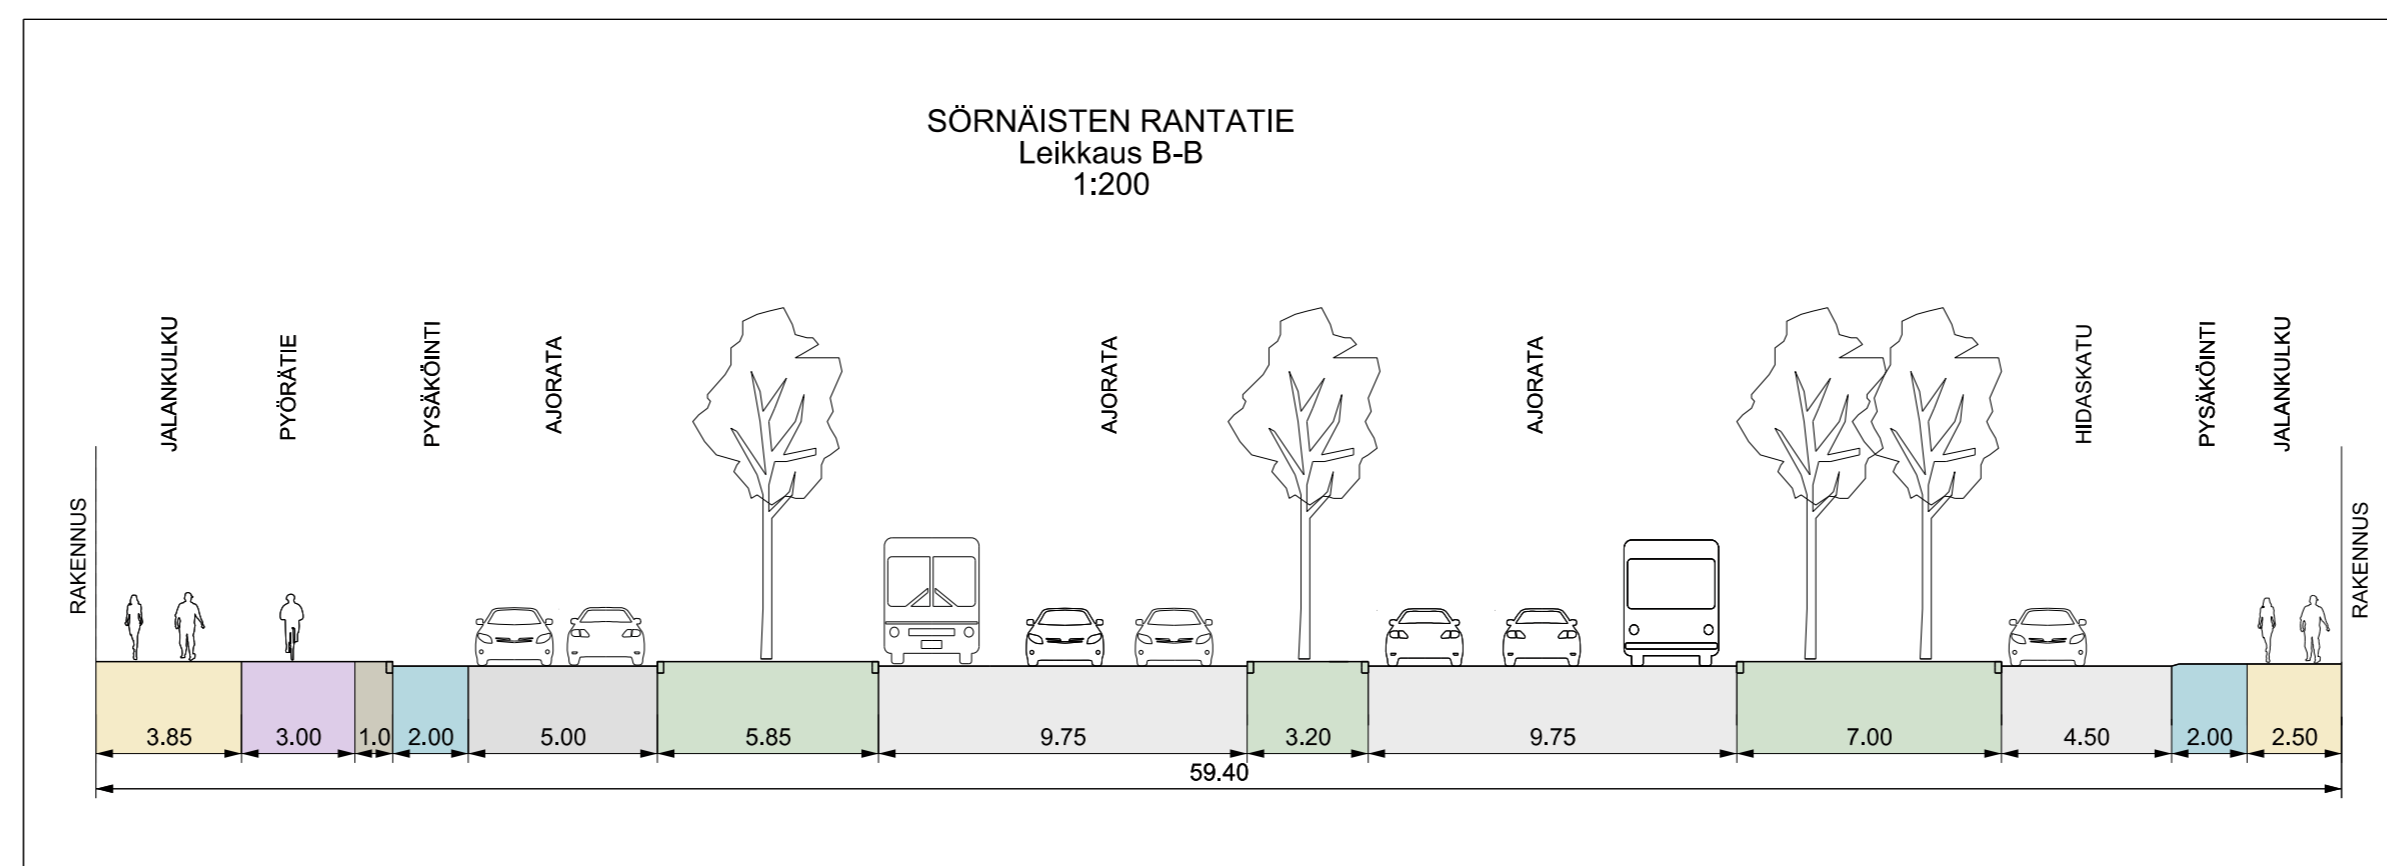 SÖRNÄISTEN RANTATIE
Leikkaus B-B
1:200
RAKENNUS
JALANKULKU
PYÖRÄTIE
PYSÄKÖINTI
AJORATA
AJORATA
AJORATA
HIDASKATU
PYSÄKÖINTI
JALANKULKU
RAKENNUS
3.85 3.00 1.0 2.00 5.00 5.85 9.75 3.20 9.75 7.00 4.50 2.00 2.50
59.40